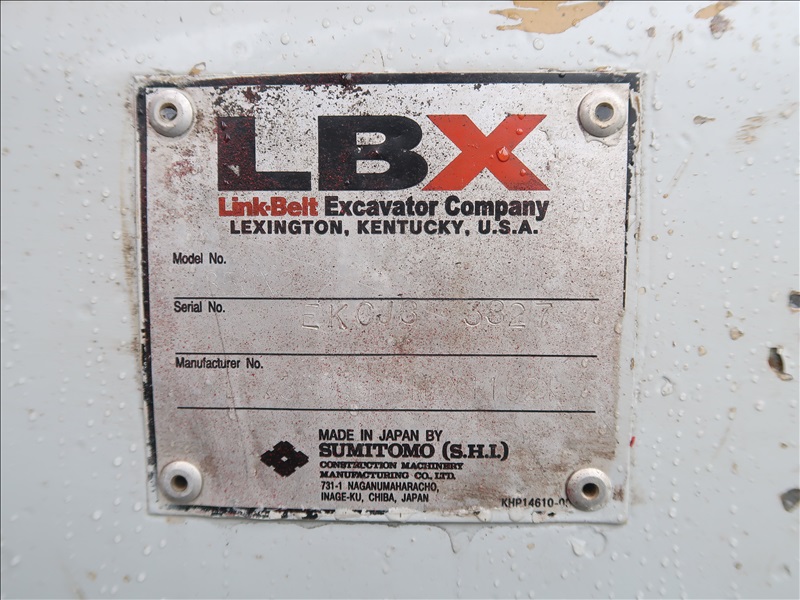 LBX
Link-Belt Excavator Company
LEXINGTON, KENTUCKY, U.S.A.
Model No.
Serial No. 3827
Manufacturer No.
MADE IN JAPAN BY
SUMITOMO (S.H.I.)
CONSTRUCTION MACHINERY
MANUFACTURING CO., LTD.
731-1 NAGANUMAHARACHO,
INAGE-KU, CHIBA, JAPAN